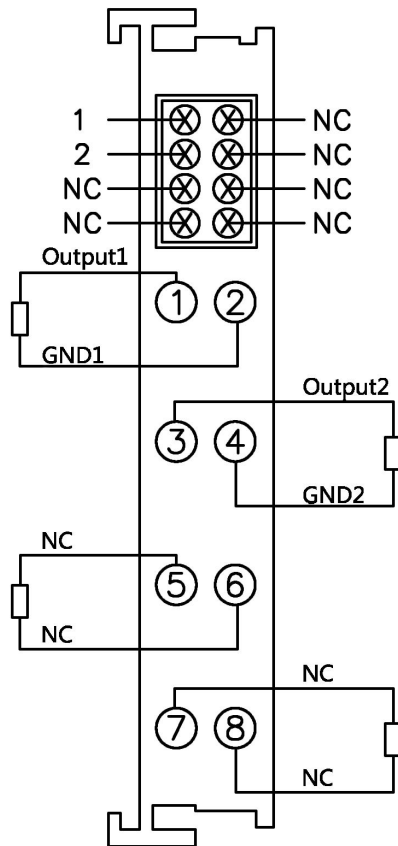 1 NC
2 NC
NC NC
NC NC
Output1
1 2
GND1
Output2
3 4
GND2
NC
5 6
NC
NC
7 8
NC